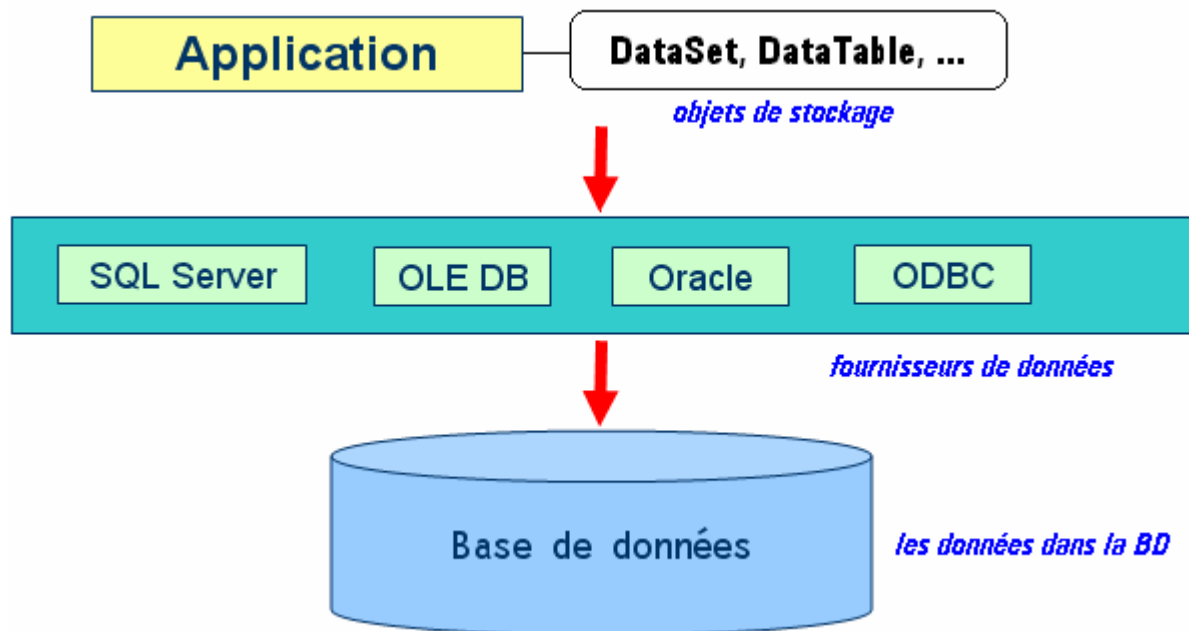 Application
DataSet, DataTable, ...
objets de stockage
SQL Server
OLE DB
Oracle
ODBC
fournisseurs de données
Base de données
les données dans la BD